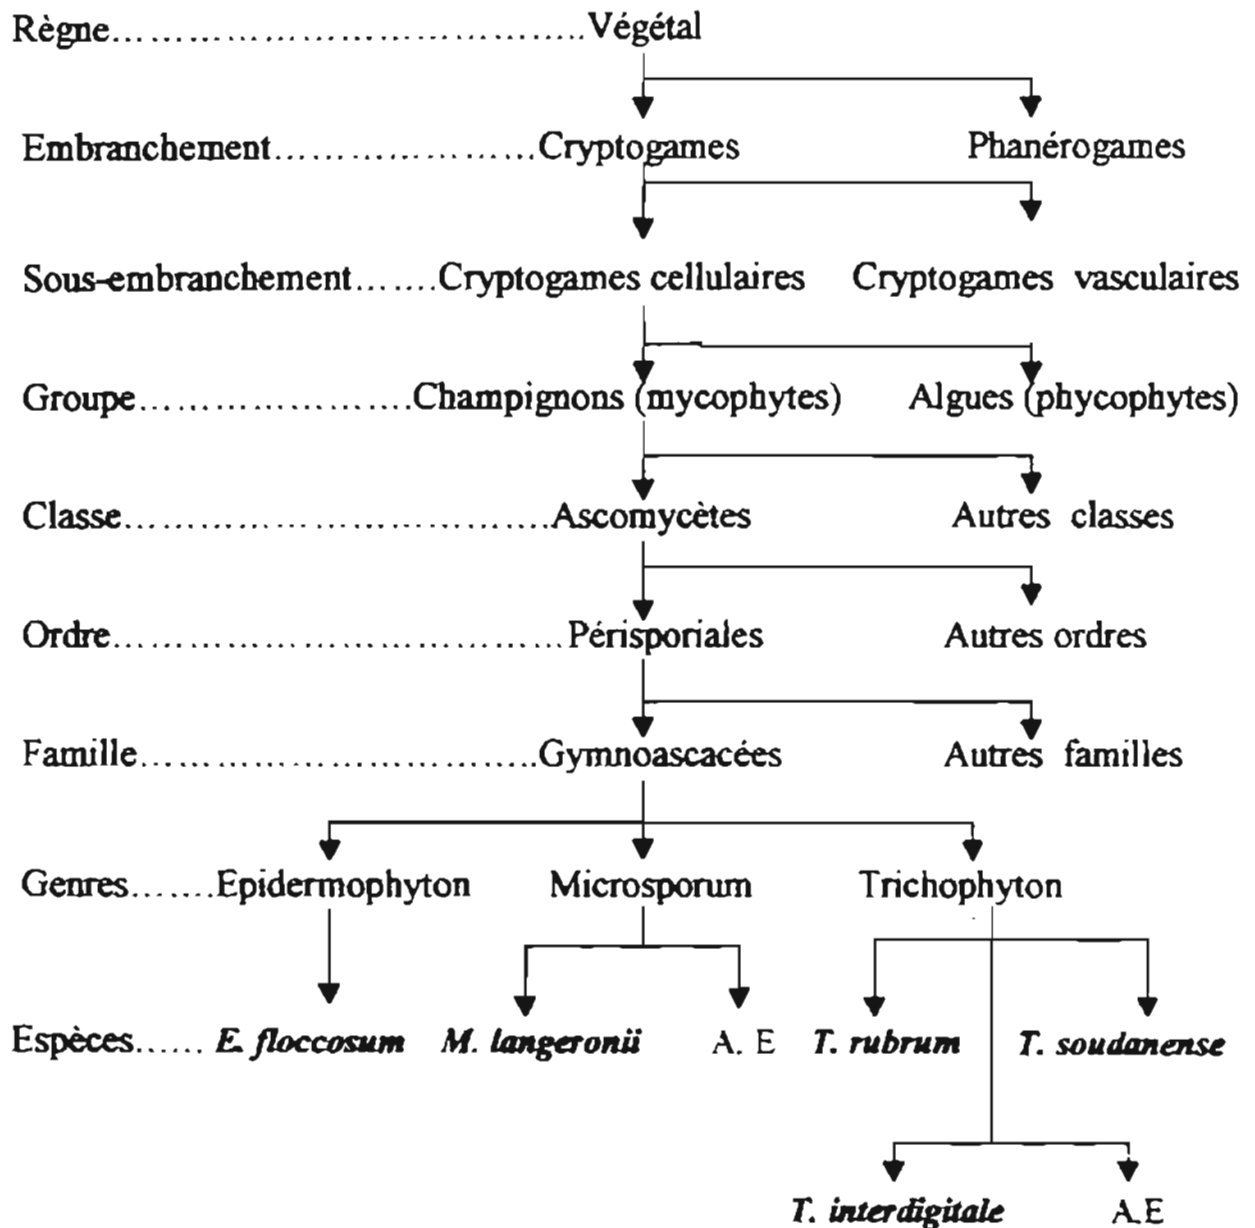 Règne........................................Végétal
Embranchement......................Cryptogames Phanérogames
Sous-embranchement.......Cryptogames cellulaires Cryptogames vasculaires
Groupe.......................Champignons (mycophytes) Algues (phycophytes)
Classe....................................Ascomycètes Autres classes
Ordre......................................Périsporiales Autres ordres
Famille..................................Gymnoascacées Autres familles
Genres.......Epidermophyton Microsporum Trichophyton
Espèces...... E. floccosum M. langeronii A. E T. rubrum T. soudanense
T. interdigitale A.E